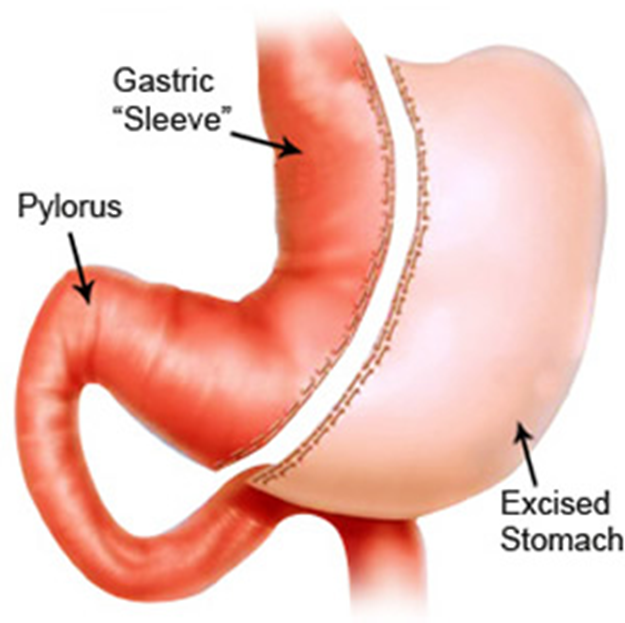 Gastric
“Sleeve”
Pylorus
Excised
Stomach